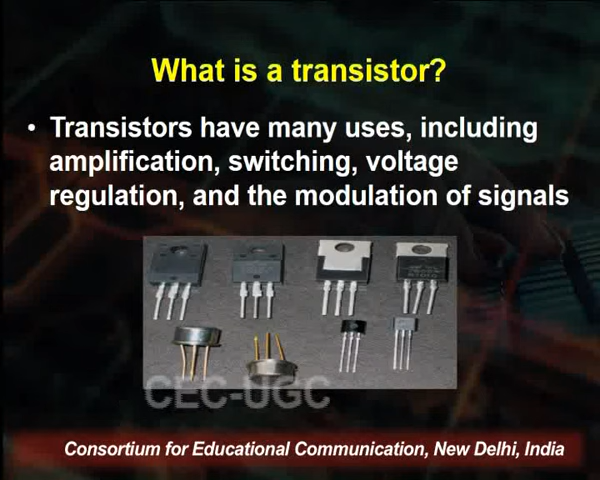 What is a transistor?
• Transistors have many uses, including
amplification, switching, voltage
regulation, and the modulation of signals
CEC-UGC
Consortium for Educational Communication, New Delhi, India